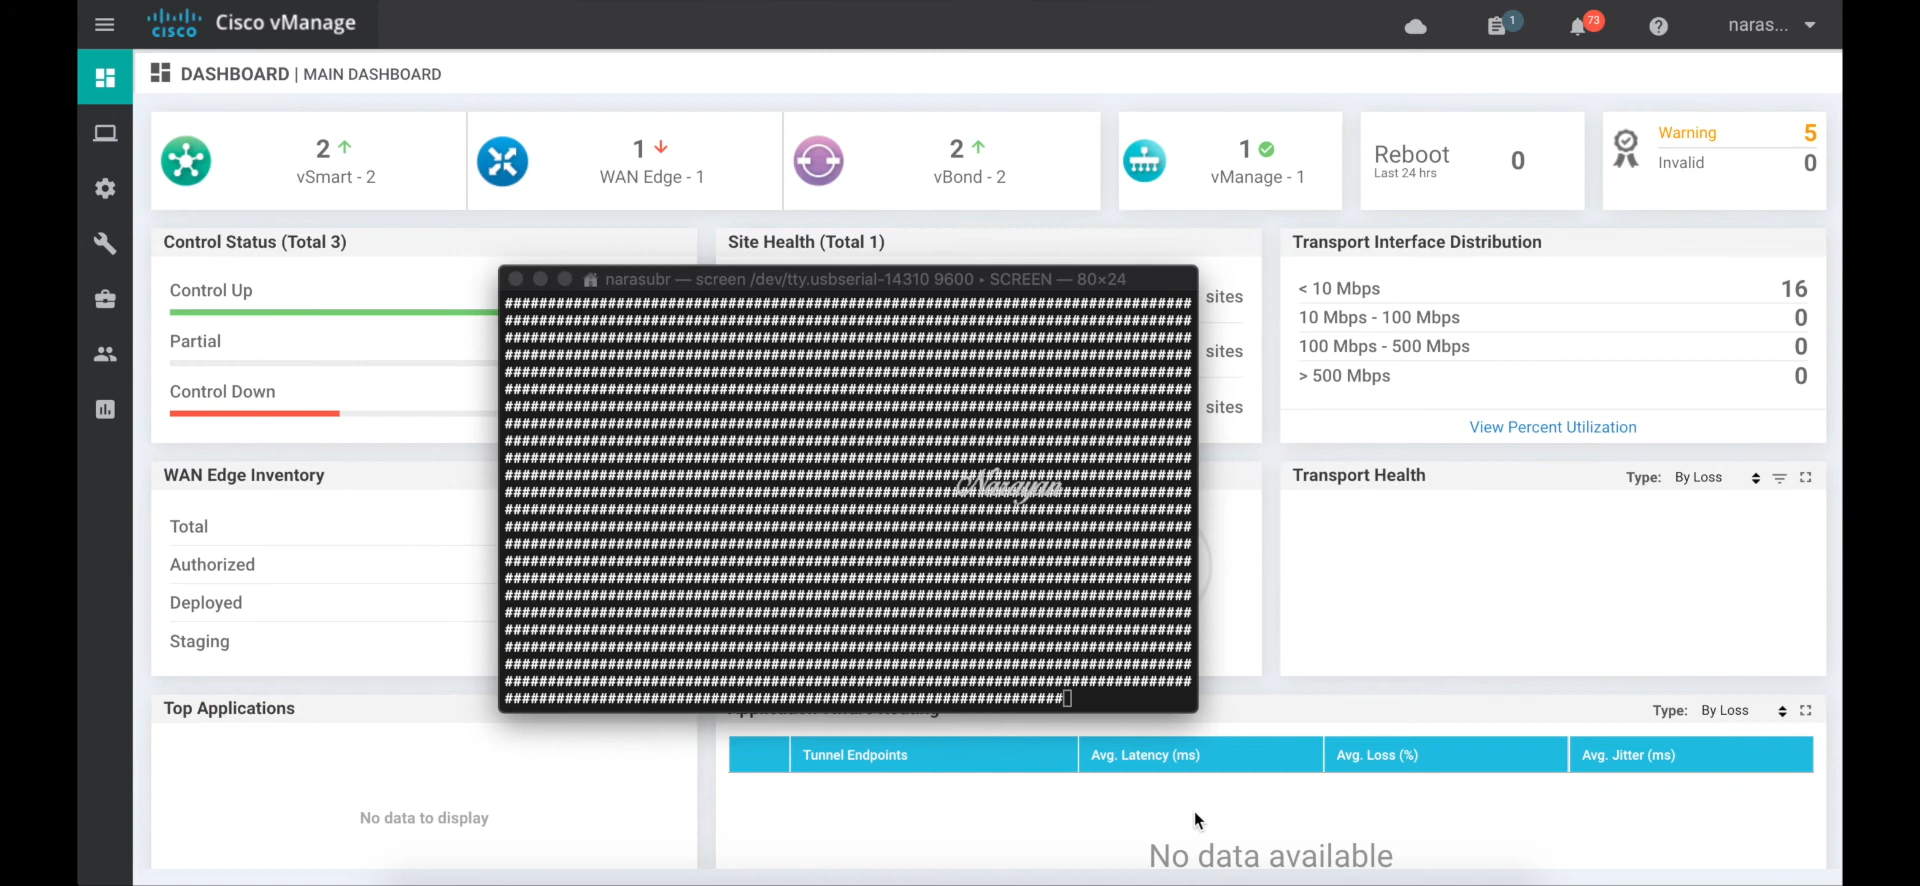 cisco
Cisco vManage
1
73
?
naras...
DASHBOARD | MAIN DASHBOARD
2
vSmart - 2
1
WAN Edge - 1
2
vBond - 2
1
vManage - 1
Reboot
Last 24 hrs
0
Warning 5
Invalid 0
Control Status (Total 3)
Control Up
Partial
Control Down
Site Health (Total 1)
sites
sites
sites
Transport Interface Distribution
< 10 Mbps 16
10 Mbps - 100 Mbps 0
100 Mbps - 500 Mbps 0
> 500 Mbps 0
View Percent Utilization
narasubr — screen /dev/tty.usbserial-14310 9600 ▸ SCREEN — 80×24
Narayan
WAN Edge Inventory
Total
Authorized
Deployed
Staging
Transport Health
Type: By Loss
Top Applications
No data to display
Type: By Loss
Tunnel Endpoints
Avg. Latency (ms)
Avg. Loss (%)
Avg. Jitter (ms)
No data available